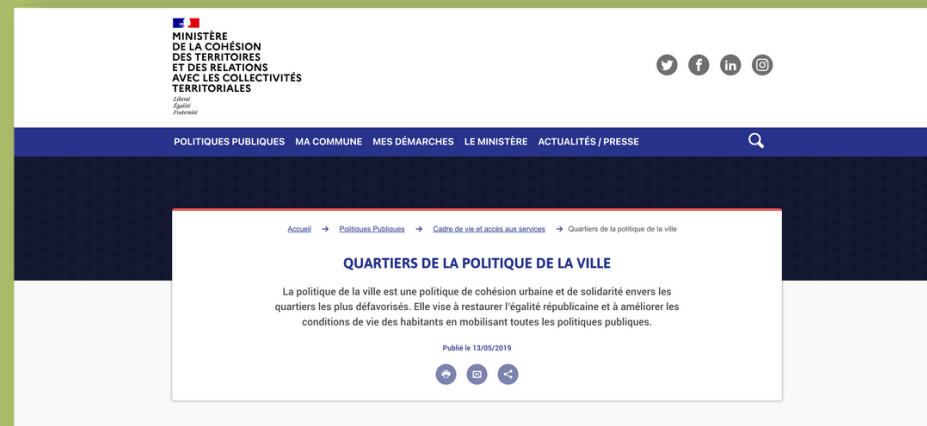 MINISTÈRE
DE LA COHÉSION
DES TERRITOIRES
ET DES RELATIONS
AVEC LES COLLECTIVITÉS
TERRITORIALES
Liberté
Égalité
Fraternité
POLITIQUES PUBLIQUES MA COMMUNE MES DÉMARCHES LE MINISTÈRE ACTUALITÉS / PRESSE
Accueil → Politiques Publiques → Cadre de vie et accès aux services → Quartiers de la politique de la ville
QUARTIERS DE LA POLITIQUE DE LA VILLE
La politique de la ville est une politique de cohésion urbaine et de solidarité envers les
quartiers les plus défavorisés. Elle vise à restaurer l'égalité républicaine et à améliorer les
conditions de vie des habitants en mobilisant toutes les politiques publiques.
Publié le 13/05/2019